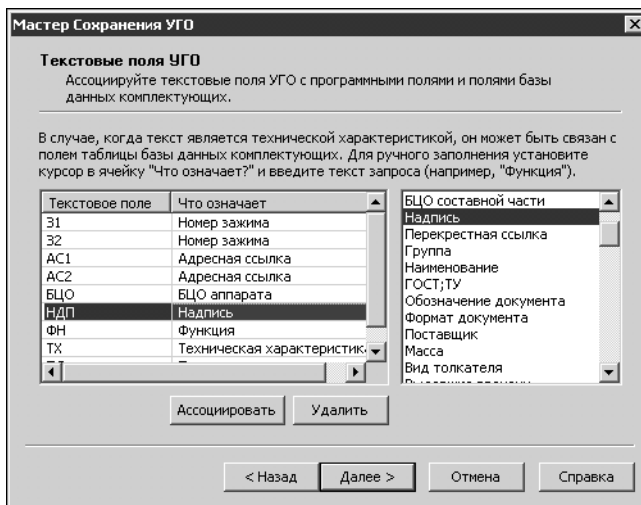 Мастер Сохранения УГО
Текстовые поля УГО
Ассоциируйте текстовые поля УГО с программными полями и полями базы
данных комплектующих.
В случае, когда текст является технической характеристикой, он может быть связан с
полем таблицы базы данных комплектующих. Для ручного заполнения установите
курсор в ячейку "Что означает?" и введите текст запроса (например, "Функция").
Текстовое поле Что означает
З1 Номер зажима
З2 Номер зажима
АС1 Адресная ссылка
АС2 Адресная ссылка
БЦО БЦО аппарата
НДП Надпись
ФН Функция
ТХ Техническая характеристик
БЦО составной части
Надпись
Перекрестная ссылка
Группа
Наименование
ГОСТ;ТУ
Обозначение документа
Формат документа
Поставщик
Масса
Вид толкателя
Ассоциировать Удалить
< Назад Далее > Отмена Справка